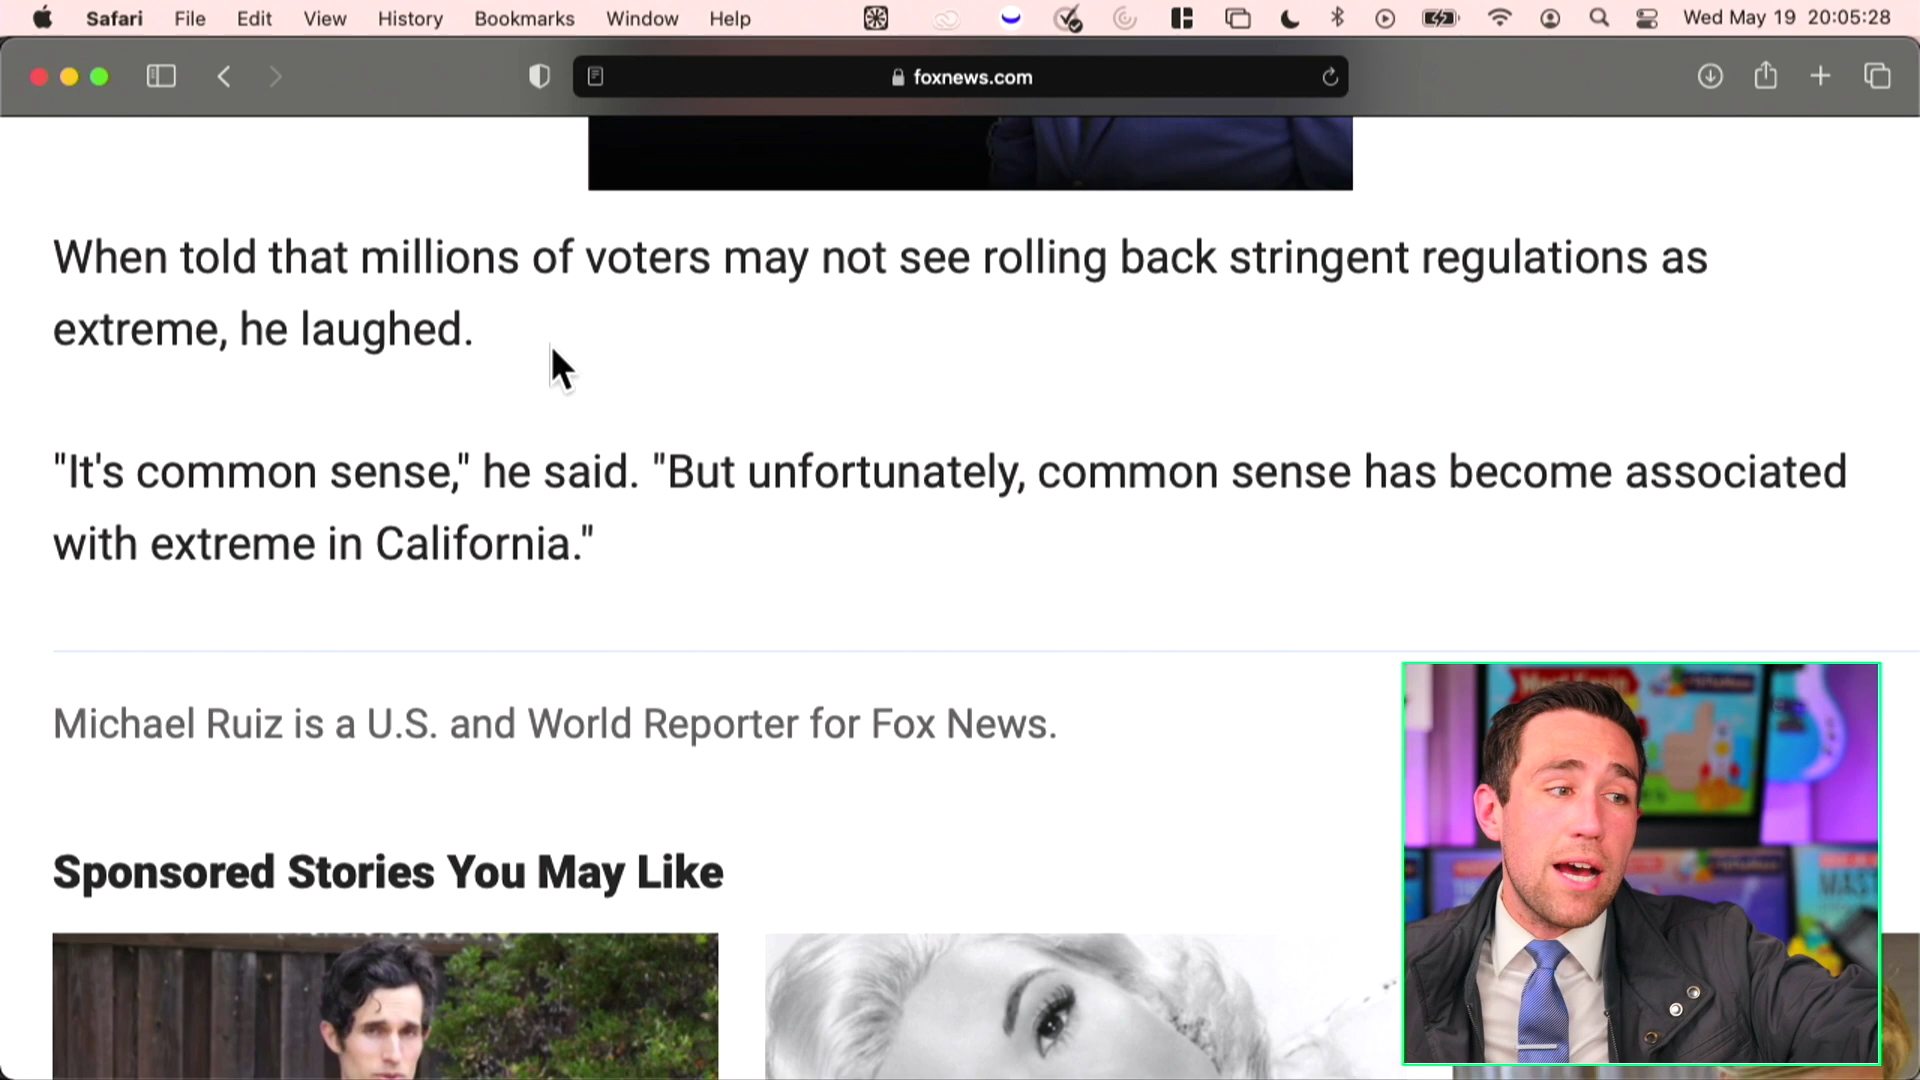 Safari File Edit View History Bookmarks Window Help Wed May 19 20:05:28
foxnews.com
When told that millions of voters may not see rolling back stringent regulations as
extreme, he laughed.
"It's common sense," he said. "But unfortunately, common sense has become associated
with extreme in California."
Michael Ruiz is a U.S. and World Reporter for Fox News.
Sponsored Stories You May Like